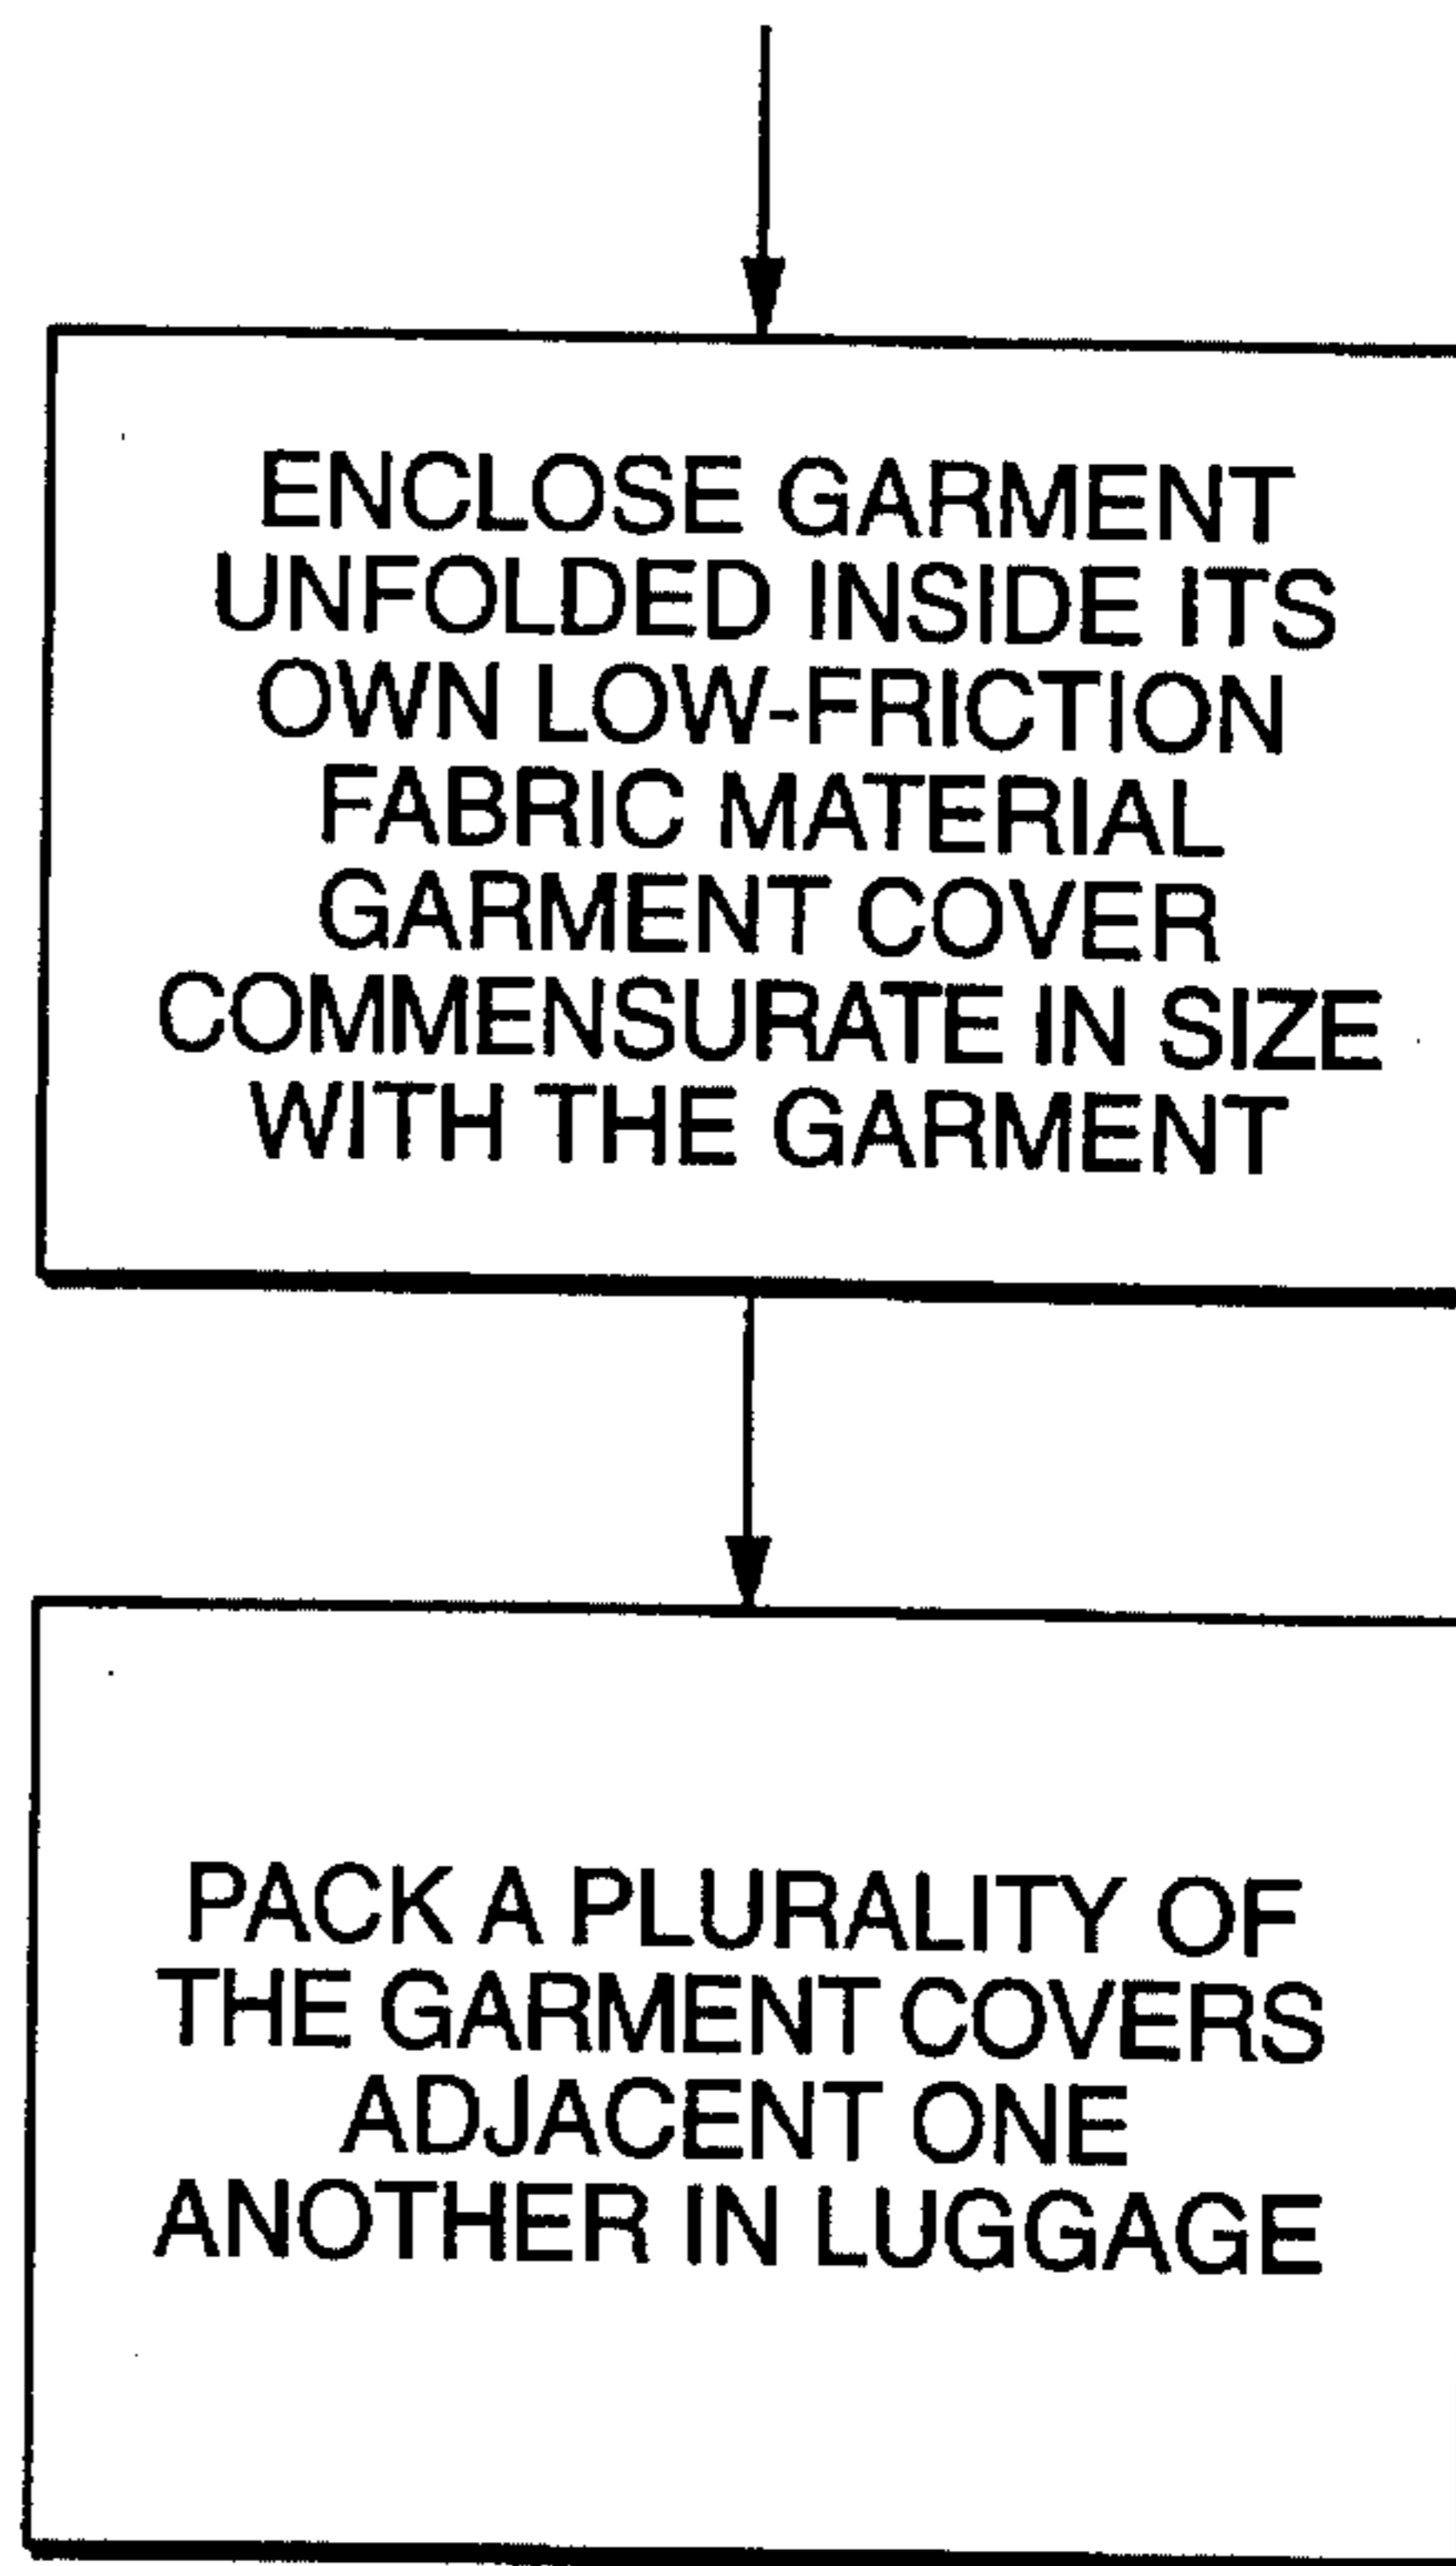 ENCLOSE GARMENT
UNFOLDED INSIDE ITS
OWN LOW-FRICTION
FABRIC MATERIAL
GARMENT COVER
COMMENSURATE IN SIZE
WITH THE GARMENT
PACK A PLURALITY OF
THE GARMENT COVERS
ADJACENT ONE
ANOTHER IN LUGGAGE